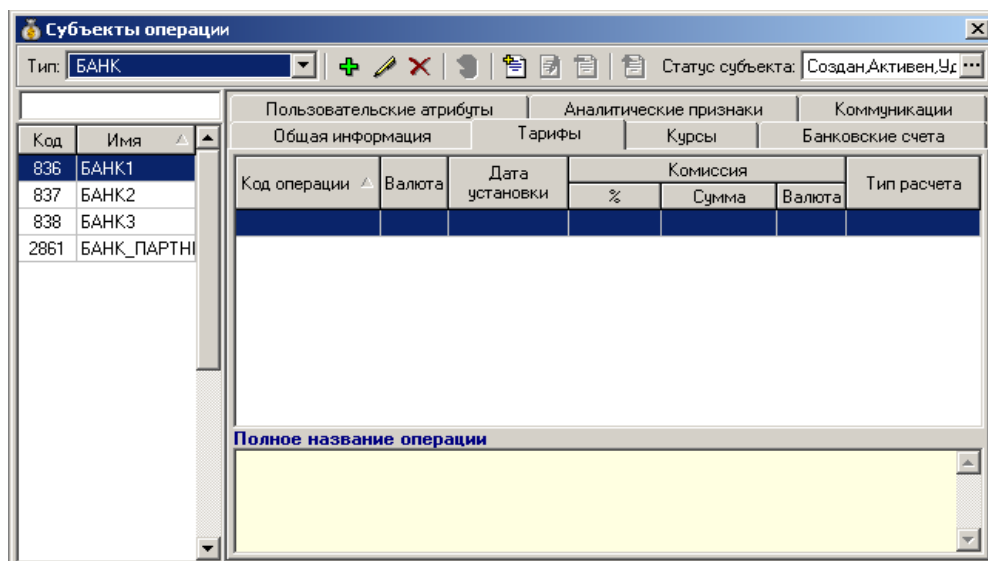 Субъекты операции
Тип: БАНК Статус субъекта: Создан,Активен,Уд
Пользовательские атрибуты Аналитические признаки Коммуникации
Общая информация Тарифы Курсы Банковские счета
Код Имя
836 БАНК1
837 БАНК2
838 БАНК3
2861 БАНК_ПАРТН
Код операции Валюта Дата установки Комиссия Тип расчета
% Сумма Валюта
Полное название операции